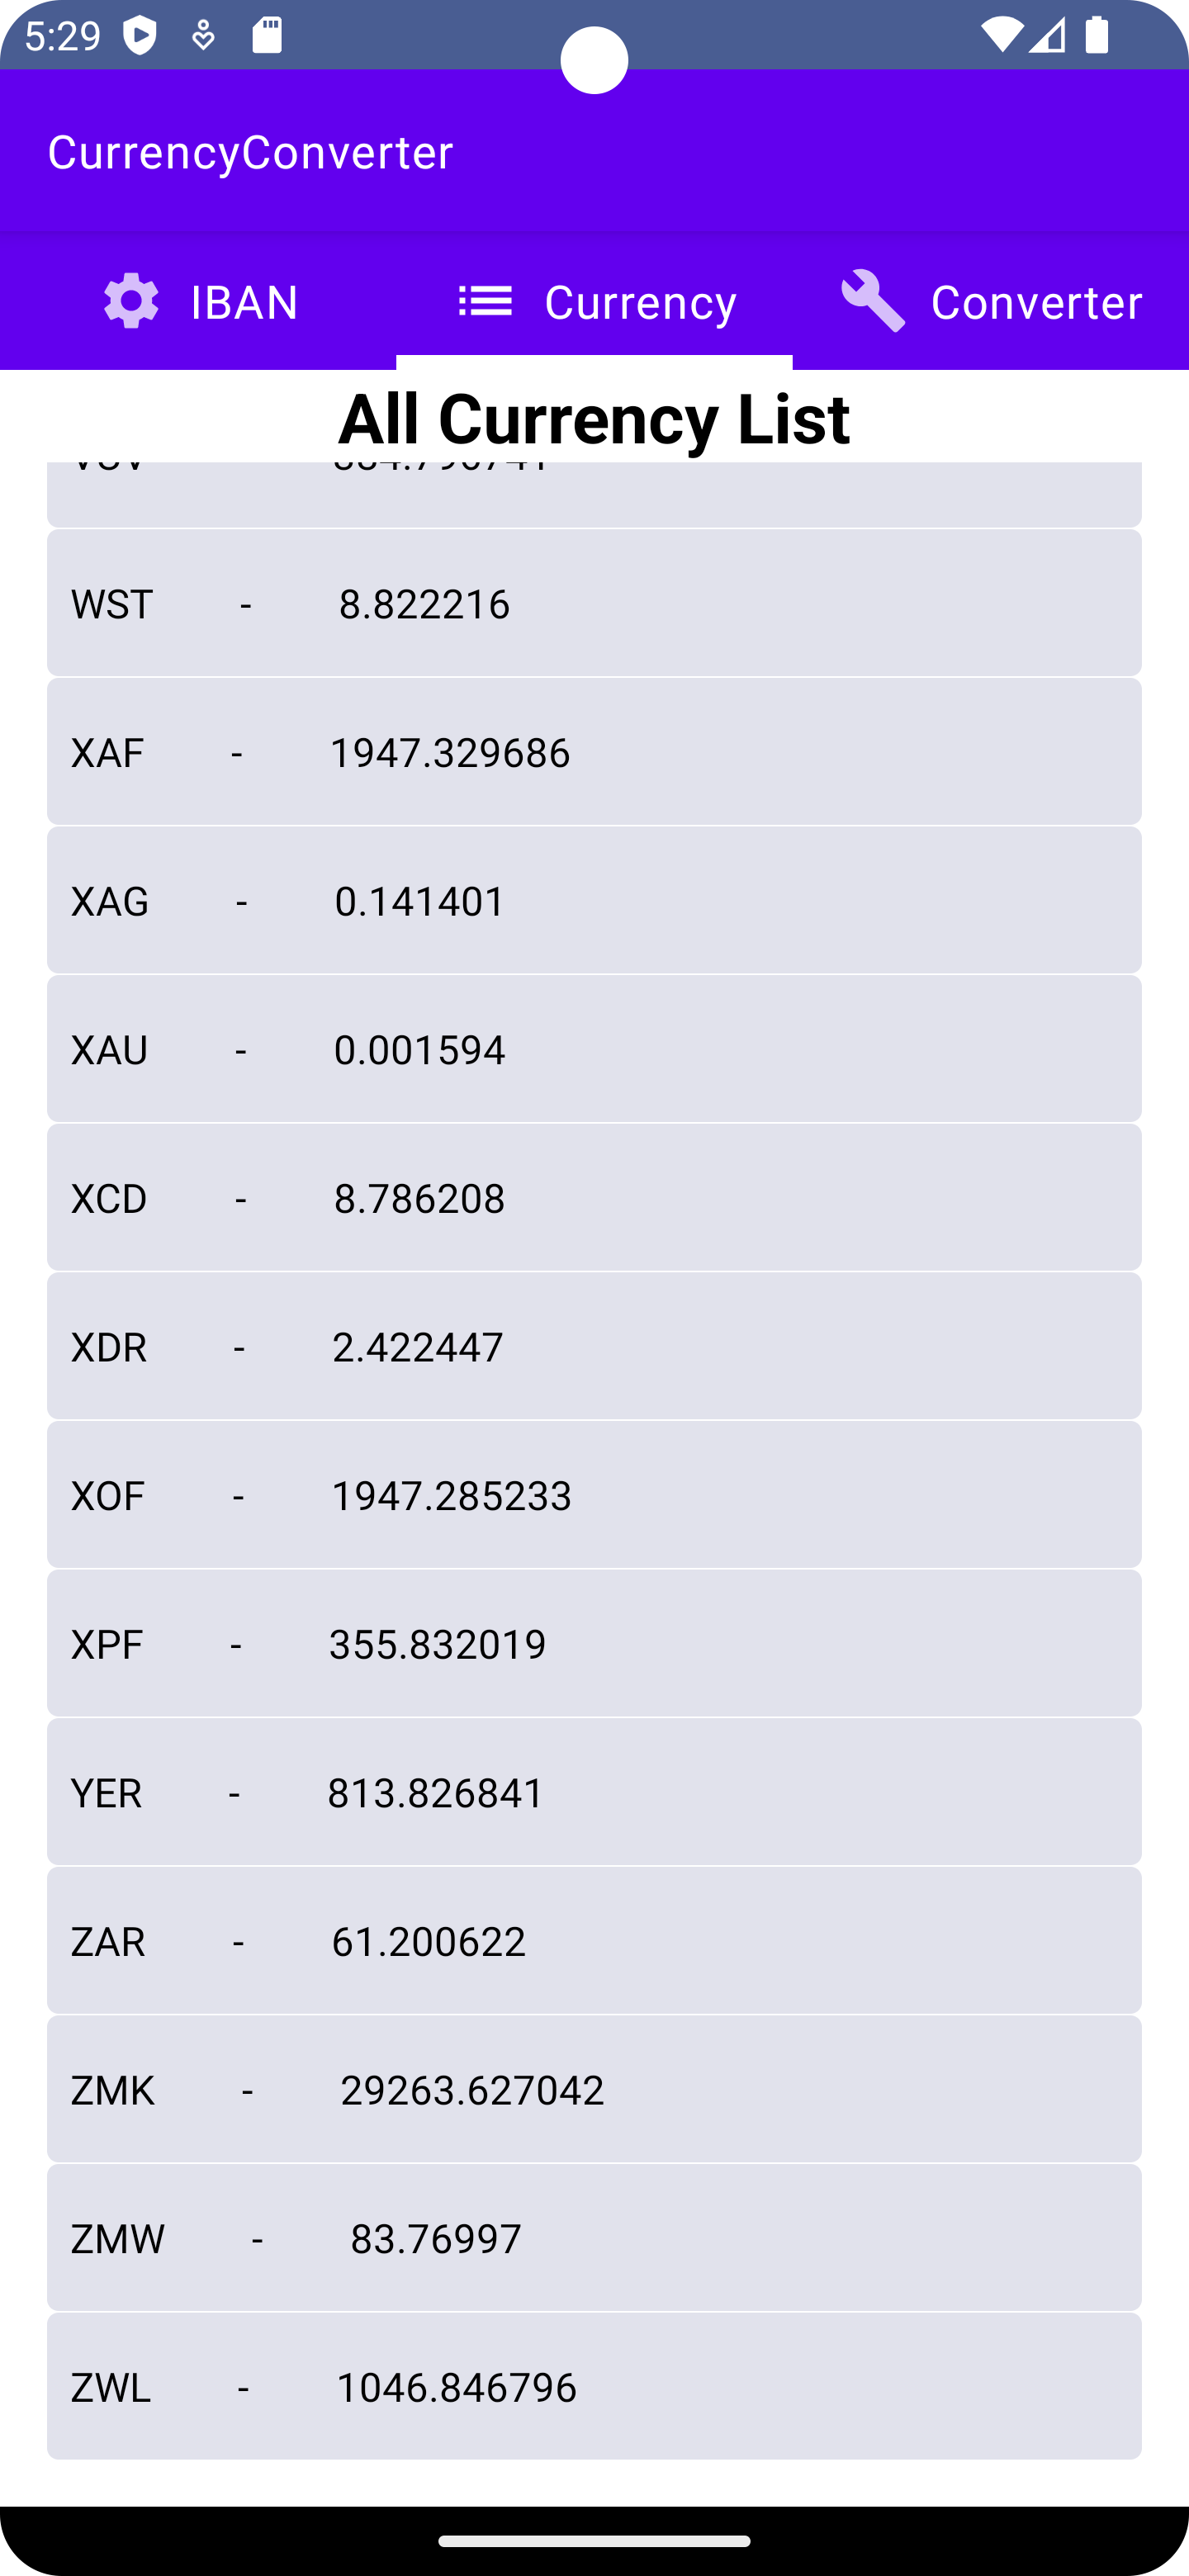 5:29
CurrencyConverter
IBAN Currency Converter
All Currency List
WST - 8.822216
XAF - 1947.329686
XAG - 0.141401
XAU - 0.001594
XCD - 8.786208
XDR - 2.422447
XOF - 1947.285233
XPF - 355.832019
YER - 813.826841
ZAR - 61.200622
ZMK - 29263.627042
ZMW - 83.76997
ZWL - 1046.846796